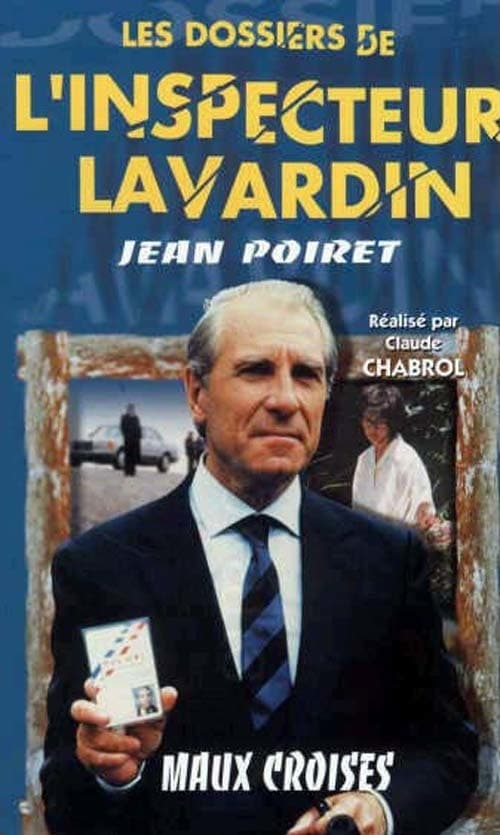 LES DOSSIERS DE
L'INSPECTEUR
LAVARDIN
JEAN POIRET
Réalisé par
Claude
CHABROL
MAUX CROISES